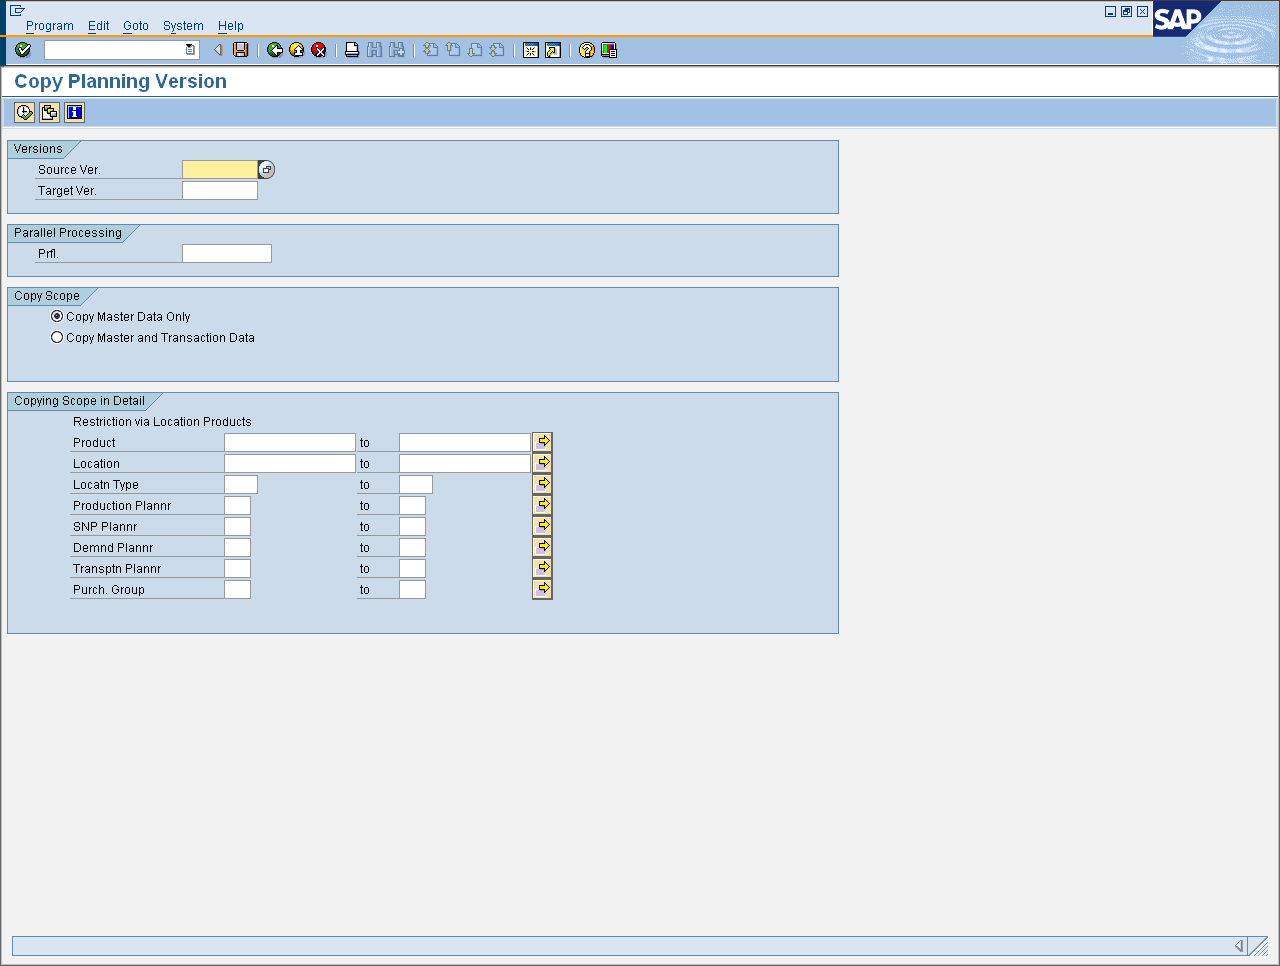 Program Edit Goto System Help
SAP
Copy Planning Version
Versions
Source Ver.
Target Ver.
Parallel Processing
Prfl.
Copy Scope
Copy Master Data Only
Copy Master and Transaction Data
Copying Scope in Detail
Restriction via Location Products
Product to
Location to
Locatn Type to
Production Plannr to
SNP Plannr to
Demnd Plannr to
Transptn Plannr to
Purch. Group to